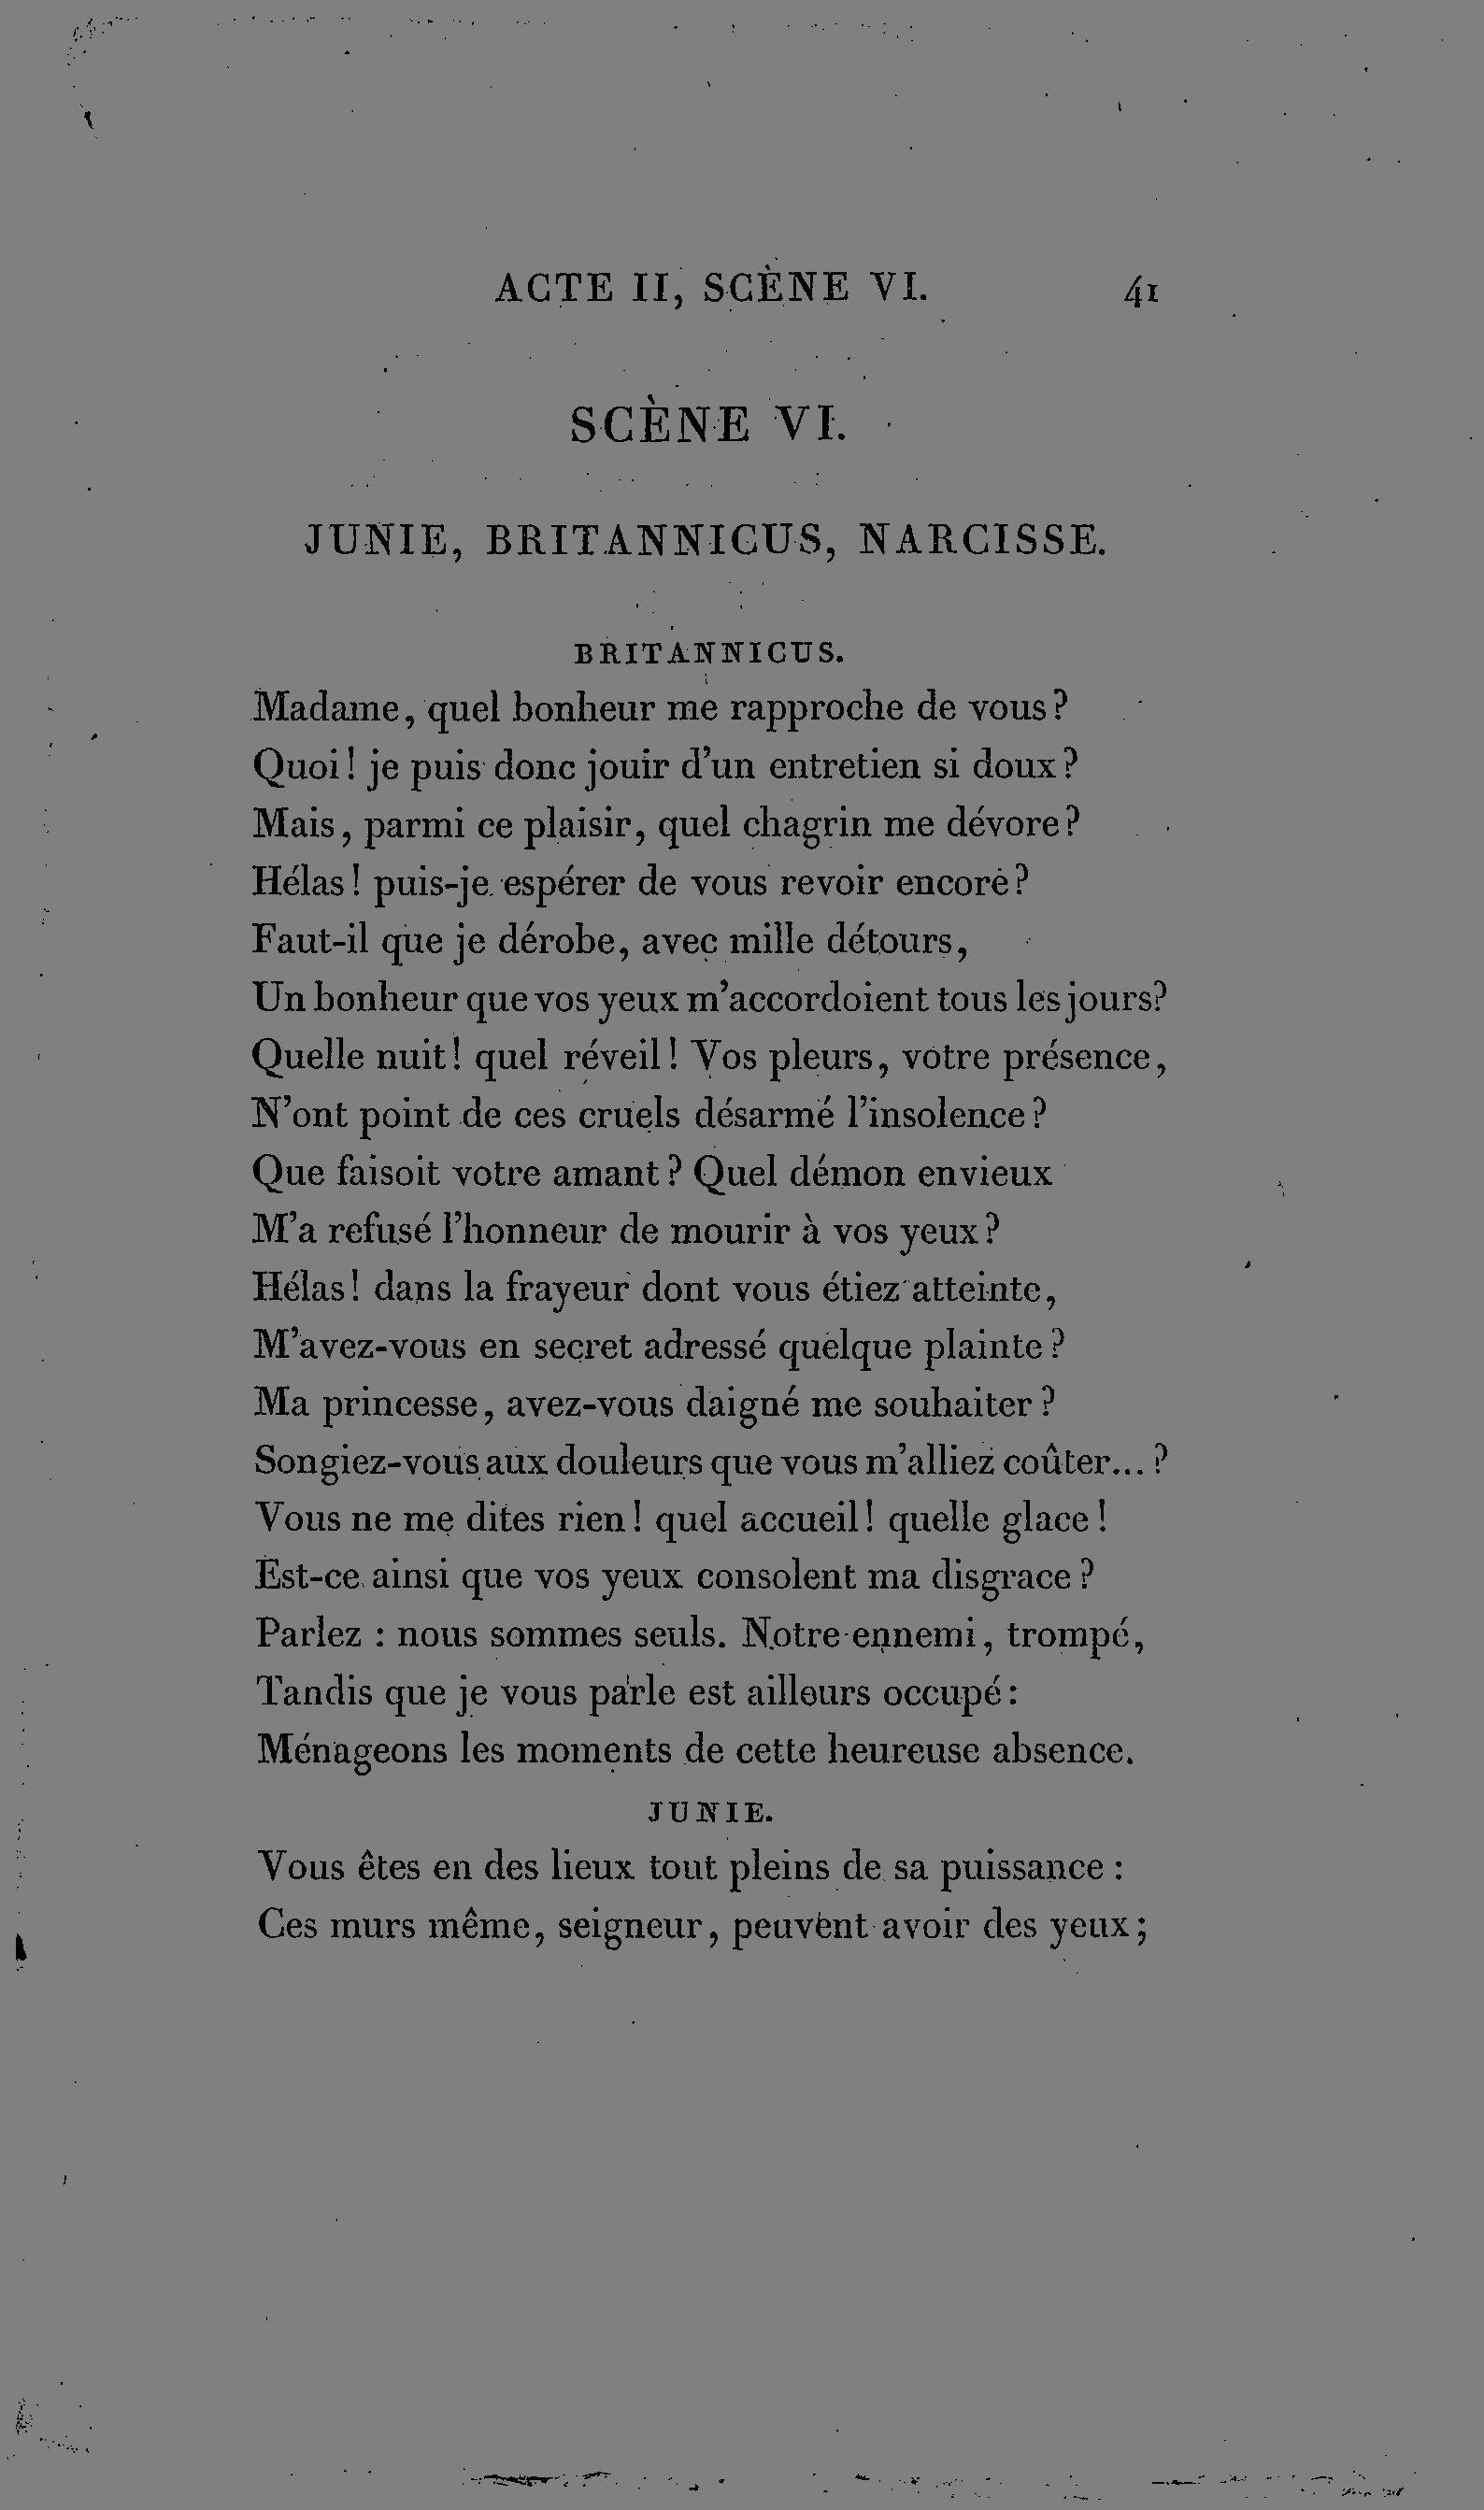 ACTE II, SCÈNE VI. 41
SCÈNE VI.
JUNIE, BRITANNICUS, NARCISSE.
BRITANNICUS.
Madame, quel bonheur me rapproche de vous?
Quoi! je puis donc jouir d'un entretien si doux?
Mais, parmi ce plaisir, quel chagrin me dévore?
Hélas! puis-je espérer de vous revoir encore?
Faut-il que je dérobe, avec mille détours,
Un bonheur que vos yeux m'accordoient tous les jours?
Quelle nuit! quel réveil! Vos pleurs, votre présence,
N'ont point de ces cruels désarmé l'insolence?
Que faisoit votre amant? Quel démon envieux
M'a refusé l'honneur de mourir à vos yeux?
Hélas! dans la frayeur dont vous étiez atteinte,
M'avez-vous en secret adressé quelque plainte?
Ma princesse, avez-vous daigné me souhaiter?
Songiez-vous aux douleurs que vous m'alliez coûter...?
Vous ne me dites rien! quel accueil! quelle glace!
Est-ce ainsi que vos yeux consolent ma disgrace?
Parlez : nous sommes seuls. Notre ennemi, trompé,
Tandis que je vous parle est ailleurs occupé:
Ménageons les moments de cette heureuse absence.
JUNIE.
Vous êtes en des lieux tout pleins de sa puissance :
Ces murs même, seigneur, peuvent avoir des yeux;